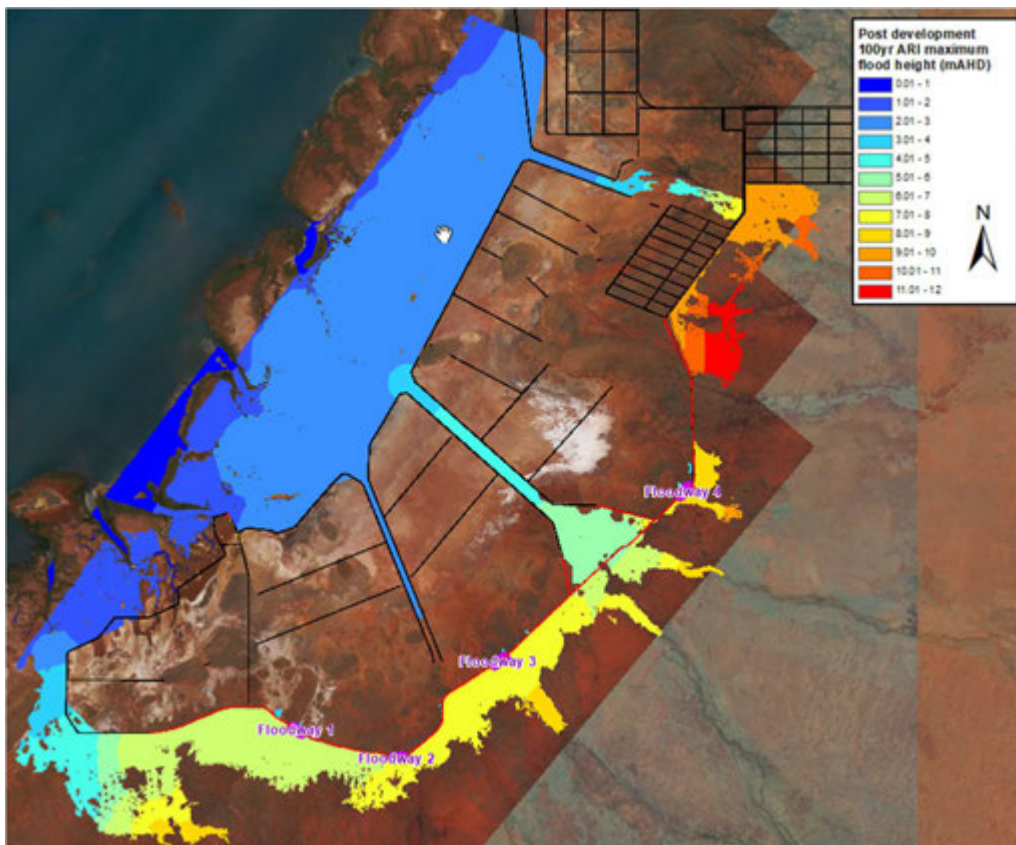 Post development
100yr ARI maximum
flood height (mAHD)
0.01 - 1
1.01 - 2
2.01 - 3
3.01 - 4
4.01 - 5
5.01 - 6
6.01 - 7
7.01 - 8
8.01 - 9
9.01 - 10
10.01 - 11
11.01 - 12
N
Floodway 4
Floodway 3
Floodway 1
Floodway 2